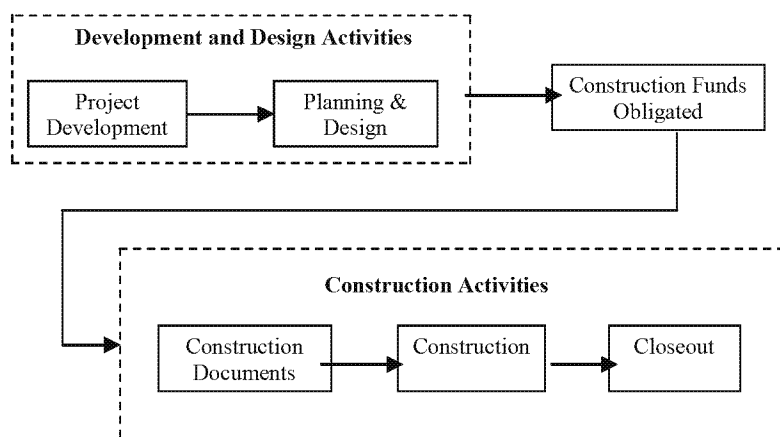 Development and Design Activities
Project
Development
Planning &
Design
Construction Funds
Obligated
Construction Activities
Construction
Documents
Construction
Closeout